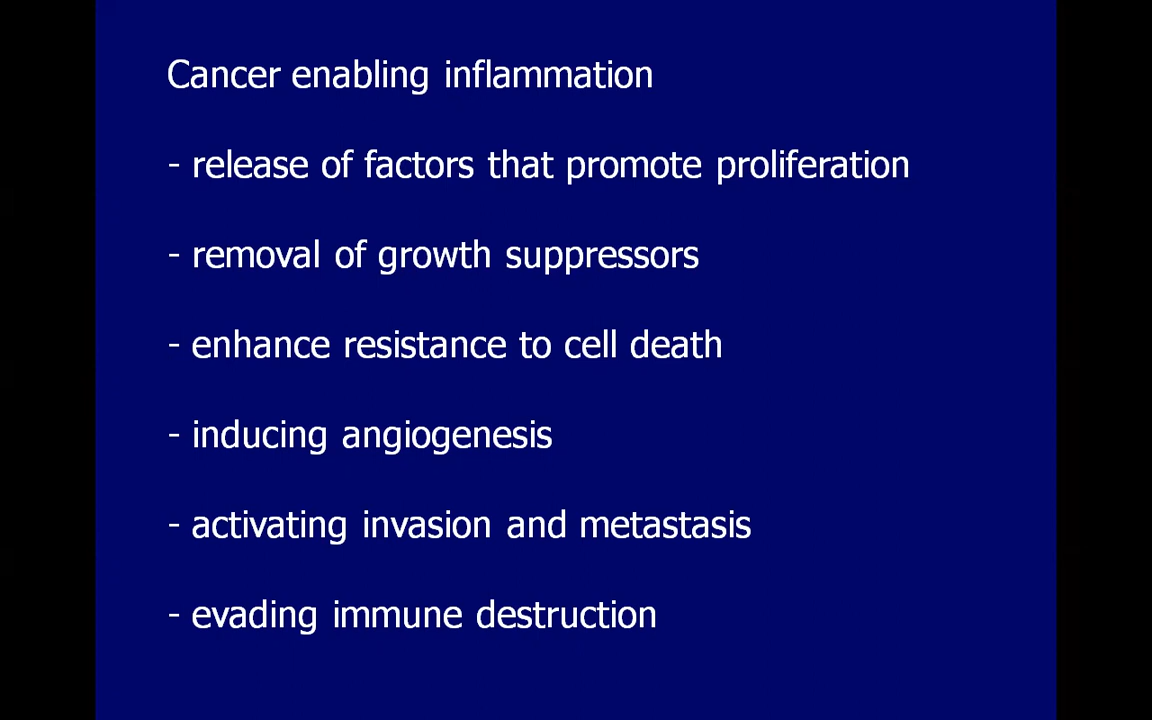 Cancer enabling inflammation
- release of factors that promote proliferation
- removal of growth suppressors
- enhance resistance to cell death
- inducing angiogenesis
- activating invasion and metastasis
- evading immune destruction